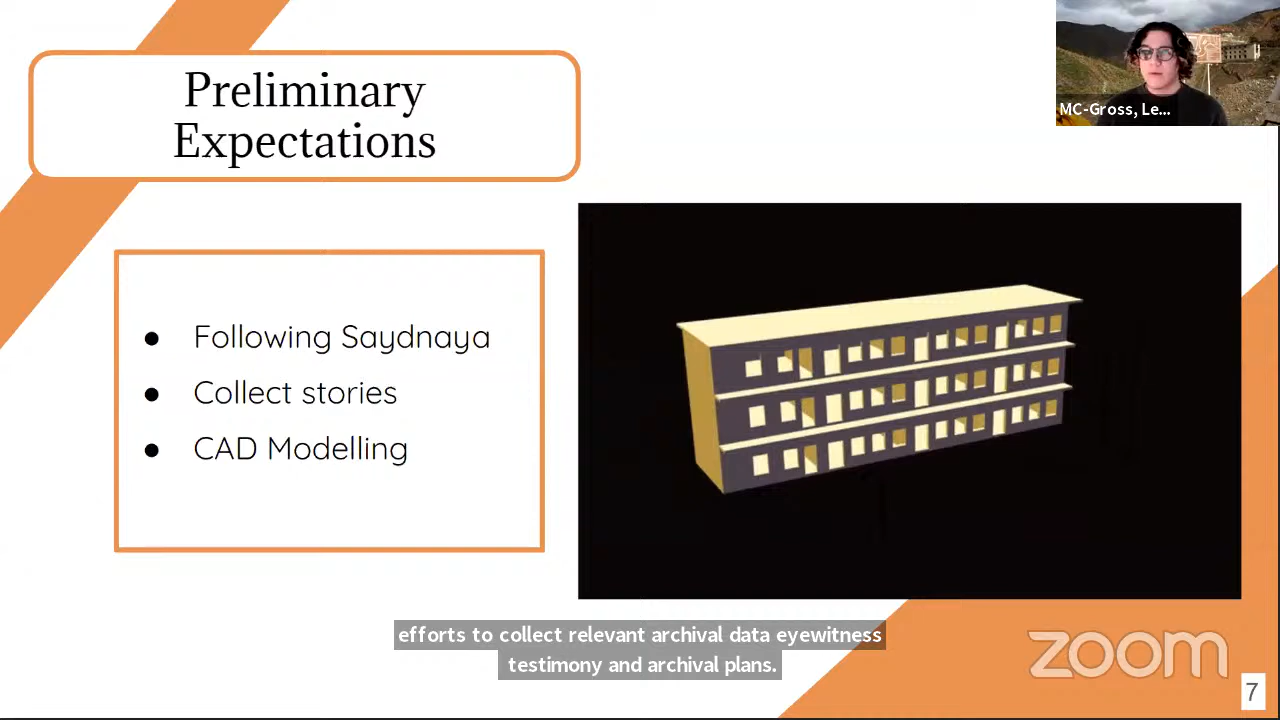 Preliminary
Expectations
MC-Gross, Le...
● Following Saydnaya
● Collect stories
● CAD Modelling
efforts to collect relevant archival data eyewitness
testimony and archival plans.
zoom
7